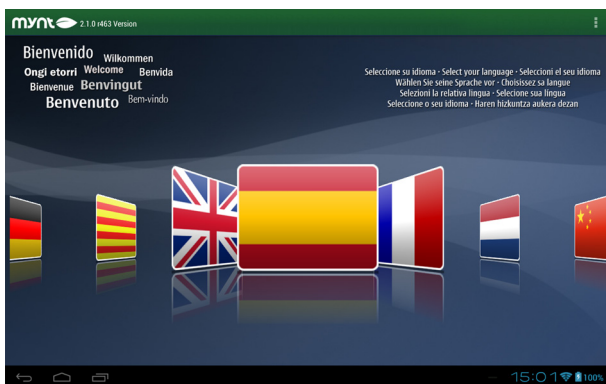 mynt 2.1.0 r463 Version
Bienvenido Wilkommen
Ongi etorri Welcome Benvida
Bienvenue Benvingut
Benvenuto Bem-vindo
Seleccione su idioma · Select your language · Seleccioni el seu idioma
Wählen Sie seine Sprache vor · Choisissez sa langue
Selezioni la relativa lingua · Selecione sua língua
Seleccione o seu idioma · Haren hizkuntza aukera dezan
15:01 100%